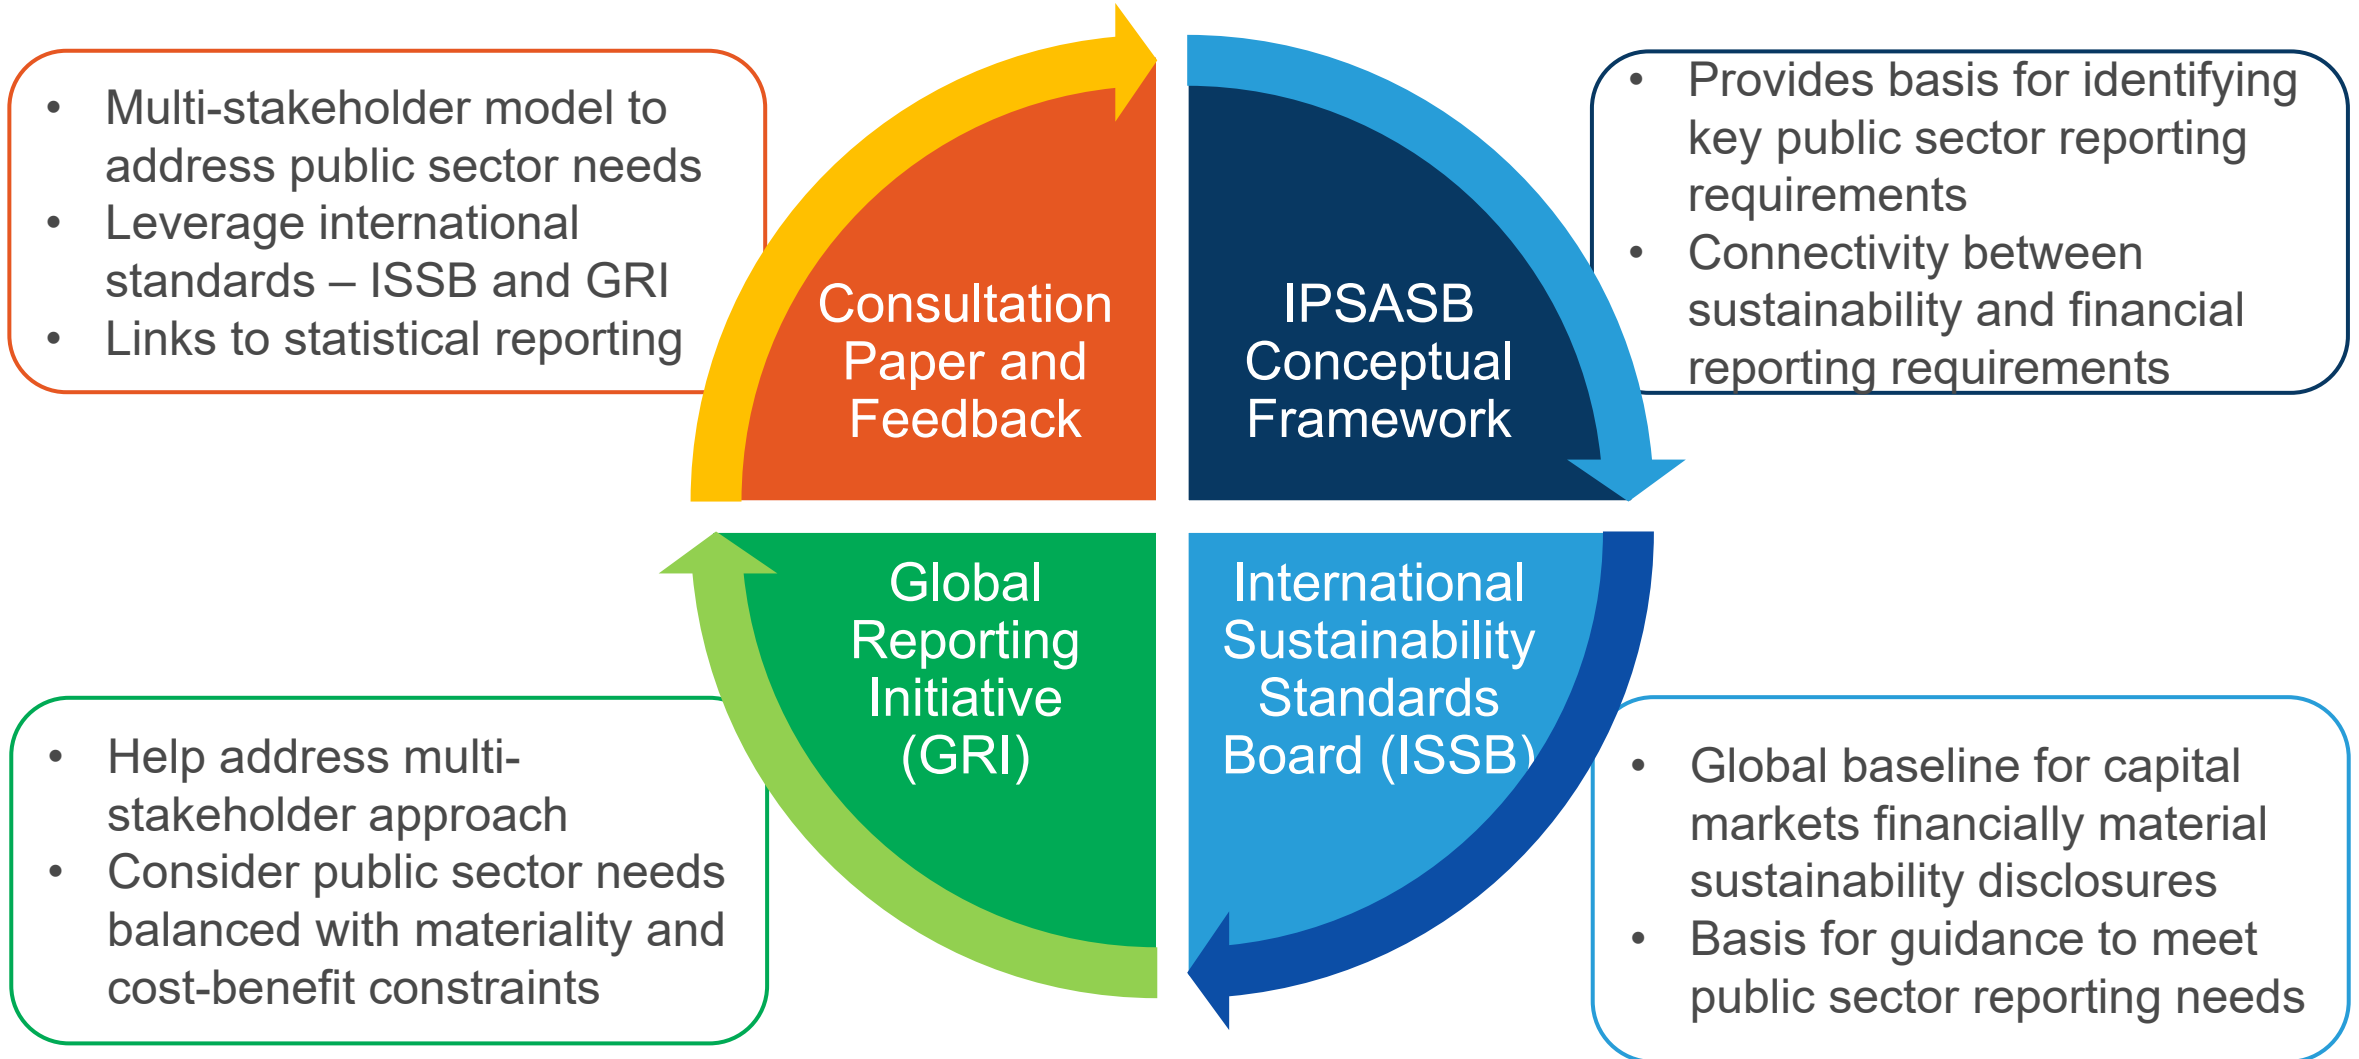 • Multi-stakeholder model to
address public sector needs
• Leverage international
standards – ISSB and GRI
• Links to statistical reporting
Consultation
Paper and
Feedback
IPSASB
Conceptual
Framework
• Provides basis for identifying
key public sector reporting
requirements
• Connectivity between
sustainability and financial
reporting requirements
Global
Reporting
Initiative
(GRI)
International
Sustainability
Standards
Board (ISSB)
• Help address multi-
stakeholder approach
• Consider public sector needs
balanced with materiality and
cost-benefit constraints
• Global baseline for capital
markets financially material
sustainability disclosures
• Basis for guidance to meet
public sector reporting needs